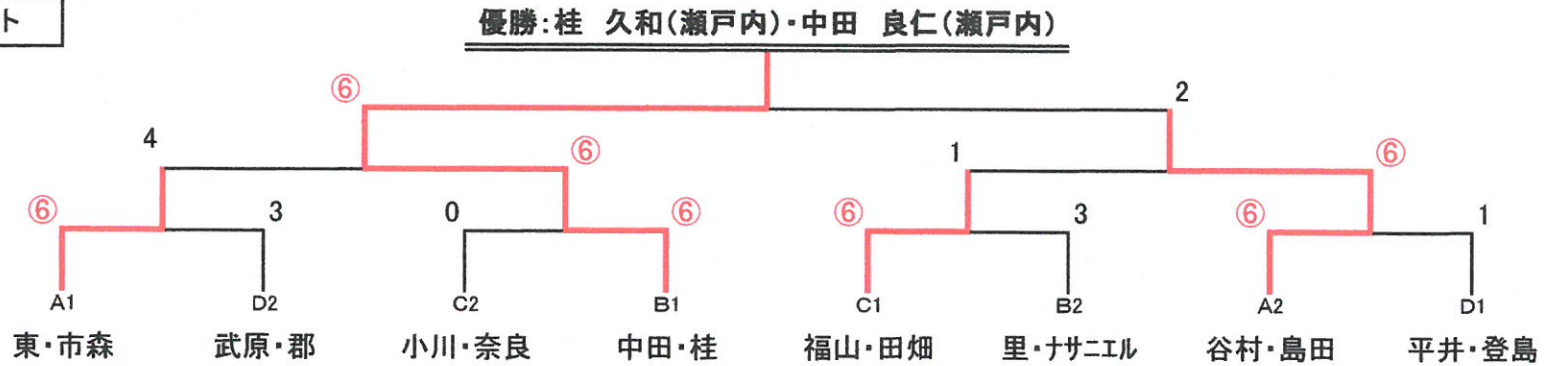 ト
優勝:桂 久和(瀬戸内)・中田 良仁(瀬戸内)
⑥ 2
4 ⑥ 1 ⑥
⑥ 3 0 ⑥ ⑥ 3 ⑥ 1
A1 D2 C2 B1 C1 B2 A2 D1
東・市森 武原・郡 小川・奈良 中田・桂 福山・田畑 里・ナサニエル 谷村・島田 平井・登島